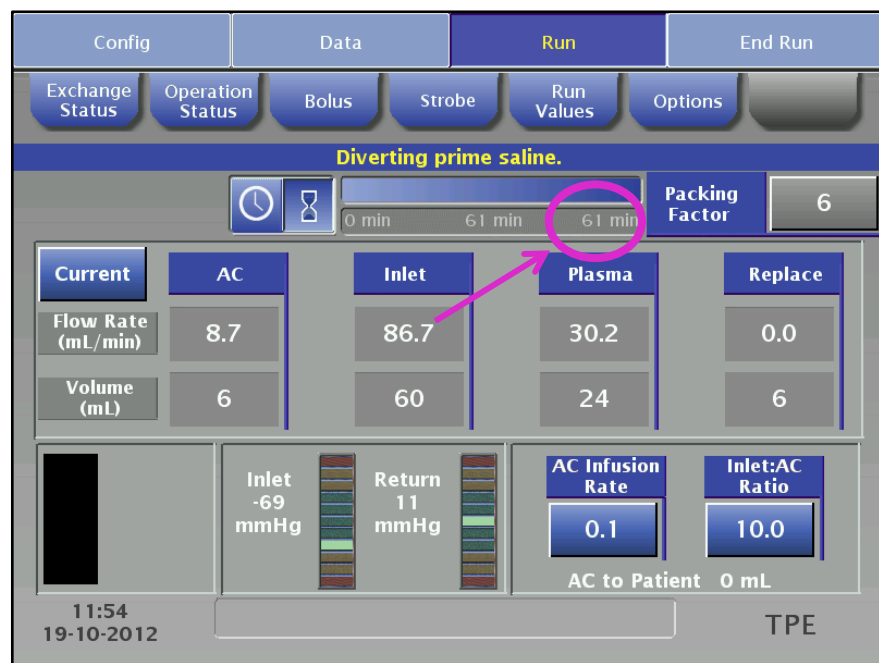 Config Data Run End Run
Exchange Status Operation Status Bolus Strobe Run Values Options
Diverting prime saline.
0 min 61 min 61 min Packing Factor 6
Current AC Inlet Plasma Replace
Flow Rate (mL/min) 8.7 86.7 30.2 0.0
Volume (mL) 6 60 24 6
Inlet -69 mmHg Return 11 mmHg
AC Infusion Rate Inlet:AC Ratio
0.1 10.0
AC to Patient 0 mL
11:54
19-10-2012
TPE